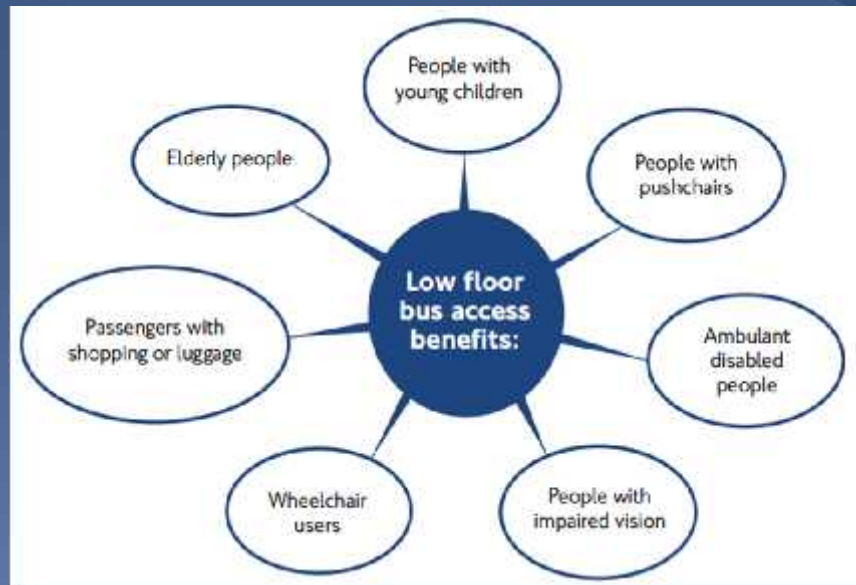 Low floor
bus access
benefits:
People with
young children
People with
pushchairs
Ambulant
disabled
people
People with
impaired vision
Wheelchair
users
Passengers with
shopping or luggage
Elderly people